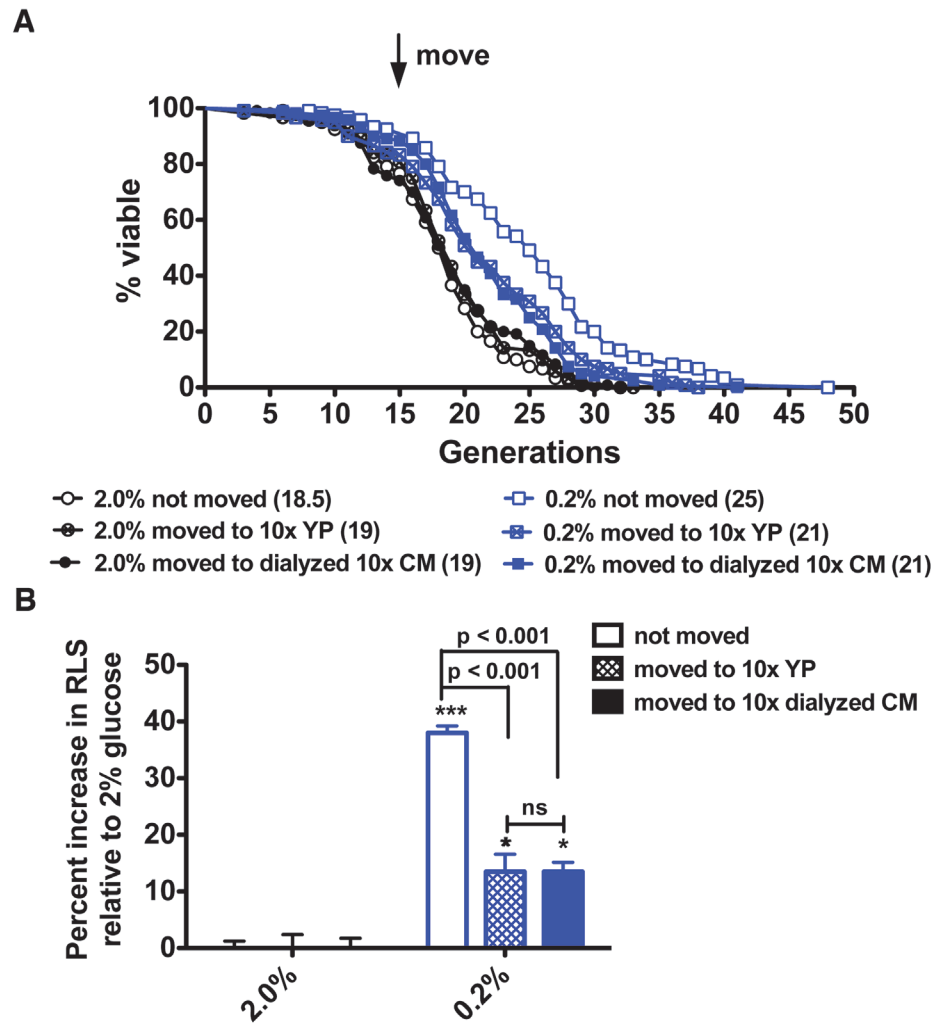 A
move
100
80
60
40
20
0
% viable
0 5 10 15 20 25 30 35 40 45 50
Generations
2.0% not moved (18.5)
2.0% moved to 10x YP (19)
2.0% moved to dialyzed 10x CM (19)
0.2% not moved (25)
0.2% moved to 10x YP (21)
0.2% moved to dialyzed 10x CM (21)
B
Percent increase in RLS
relative to 2% glucose
50
40
30
20
10
0
p < 0.001
p < 0.001
***
ns
* *
2.0% 0.2%
not moved
moved to 10x YP
moved to 10x dialyzed CM